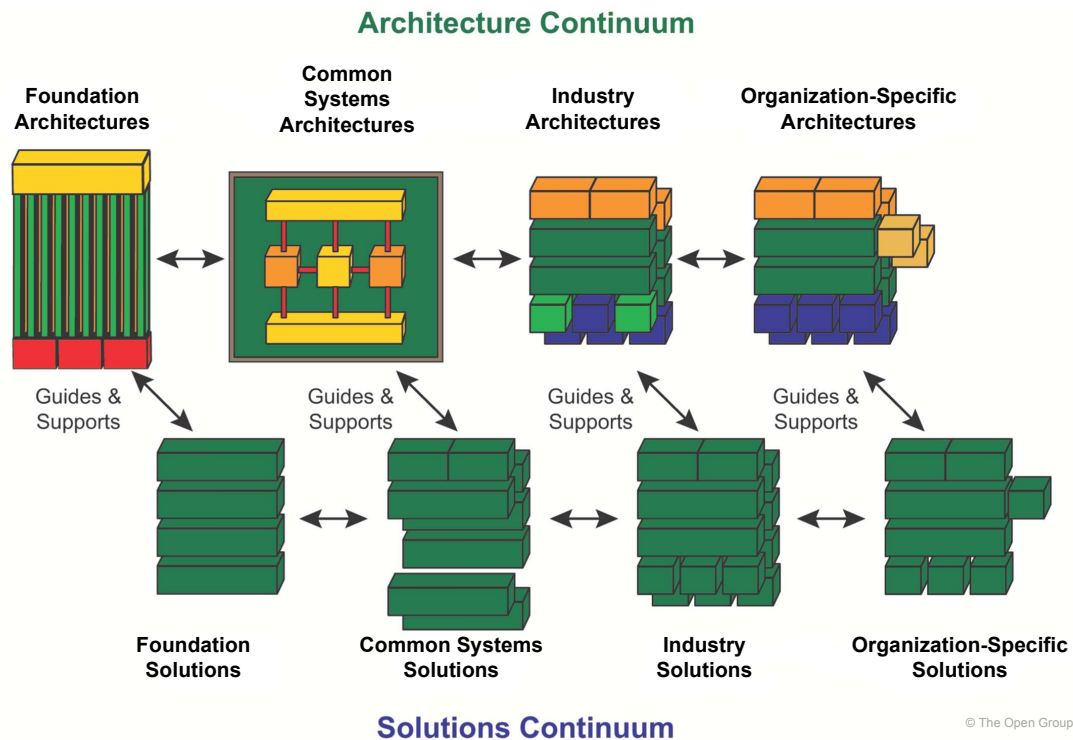 Architecture Continuum
Foundation
Architectures
Common
Systems
Architectures
Industry
Architectures
Organization-Specific
Architectures
Guides &
Supports
Guides &
Supports
Guides &
Supports
Guides &
Supports
Foundation
Solutions
Common Systems
Solutions
Industry
Solutions
Organization-Specific
Solutions
Solutions Continuum
© The Open Group